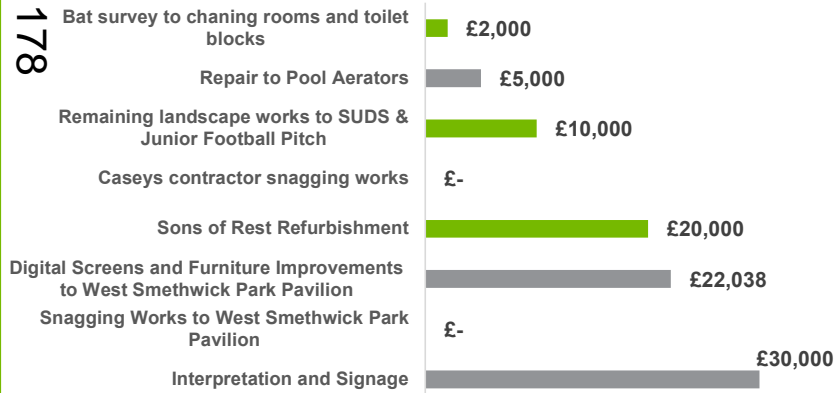 178
Bat survey to chaning rooms and toilet
blocks
£2,000
Repair to Pool Aerators
£5,000
Remaining landscape works to SUDS &
Junior Football Pitch
£10,000
Caseys contractor snagging works
£-
Sons of Rest Refurbishment
£20,000
Digital Screens and Furniture Improvements
to West Smethwick Park Pavilion
£22,038
Snagging Works to West Smethwick Park
Pavilion
£-
Interpretation and Signage
£30,000